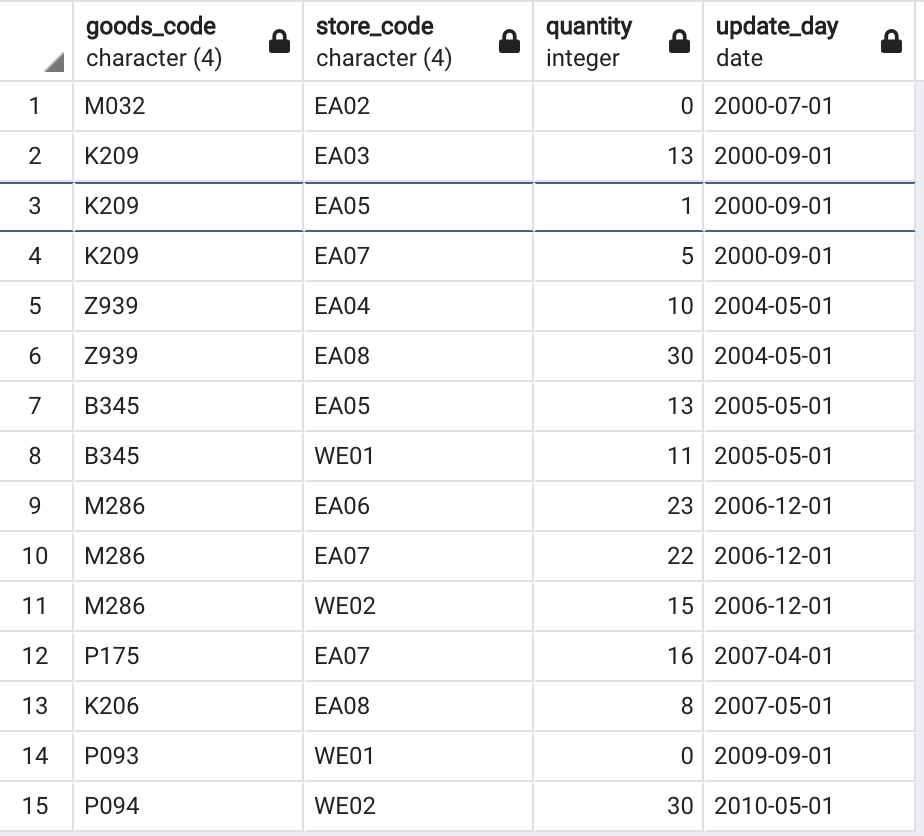 goods_code store_code quantity update_day
character (4) character (4) integer date
1 M032 EA02 0 2000-07-01
2 K209 EA03 13 2000-09-01
3 K209 EA05 1 2000-09-01
4 K209 EA07 5 2000-09-01
5 Z939 EA04 10 2004-05-01
6 Z939 EA08 30 2004-05-01
7 B345 EA05 13 2005-05-01
8 B345 WE01 11 2005-05-01
9 M286 EA06 23 2006-12-01
10 M286 EA07 22 2006-12-01
11 M286 WE02 15 2006-12-01
12 P175 EA07 16 2007-04-01
13 K206 EA08 8 2007-05-01
14 P093 WE01 0 2009-09-01
15 P094 WE02 30 2010-05-01